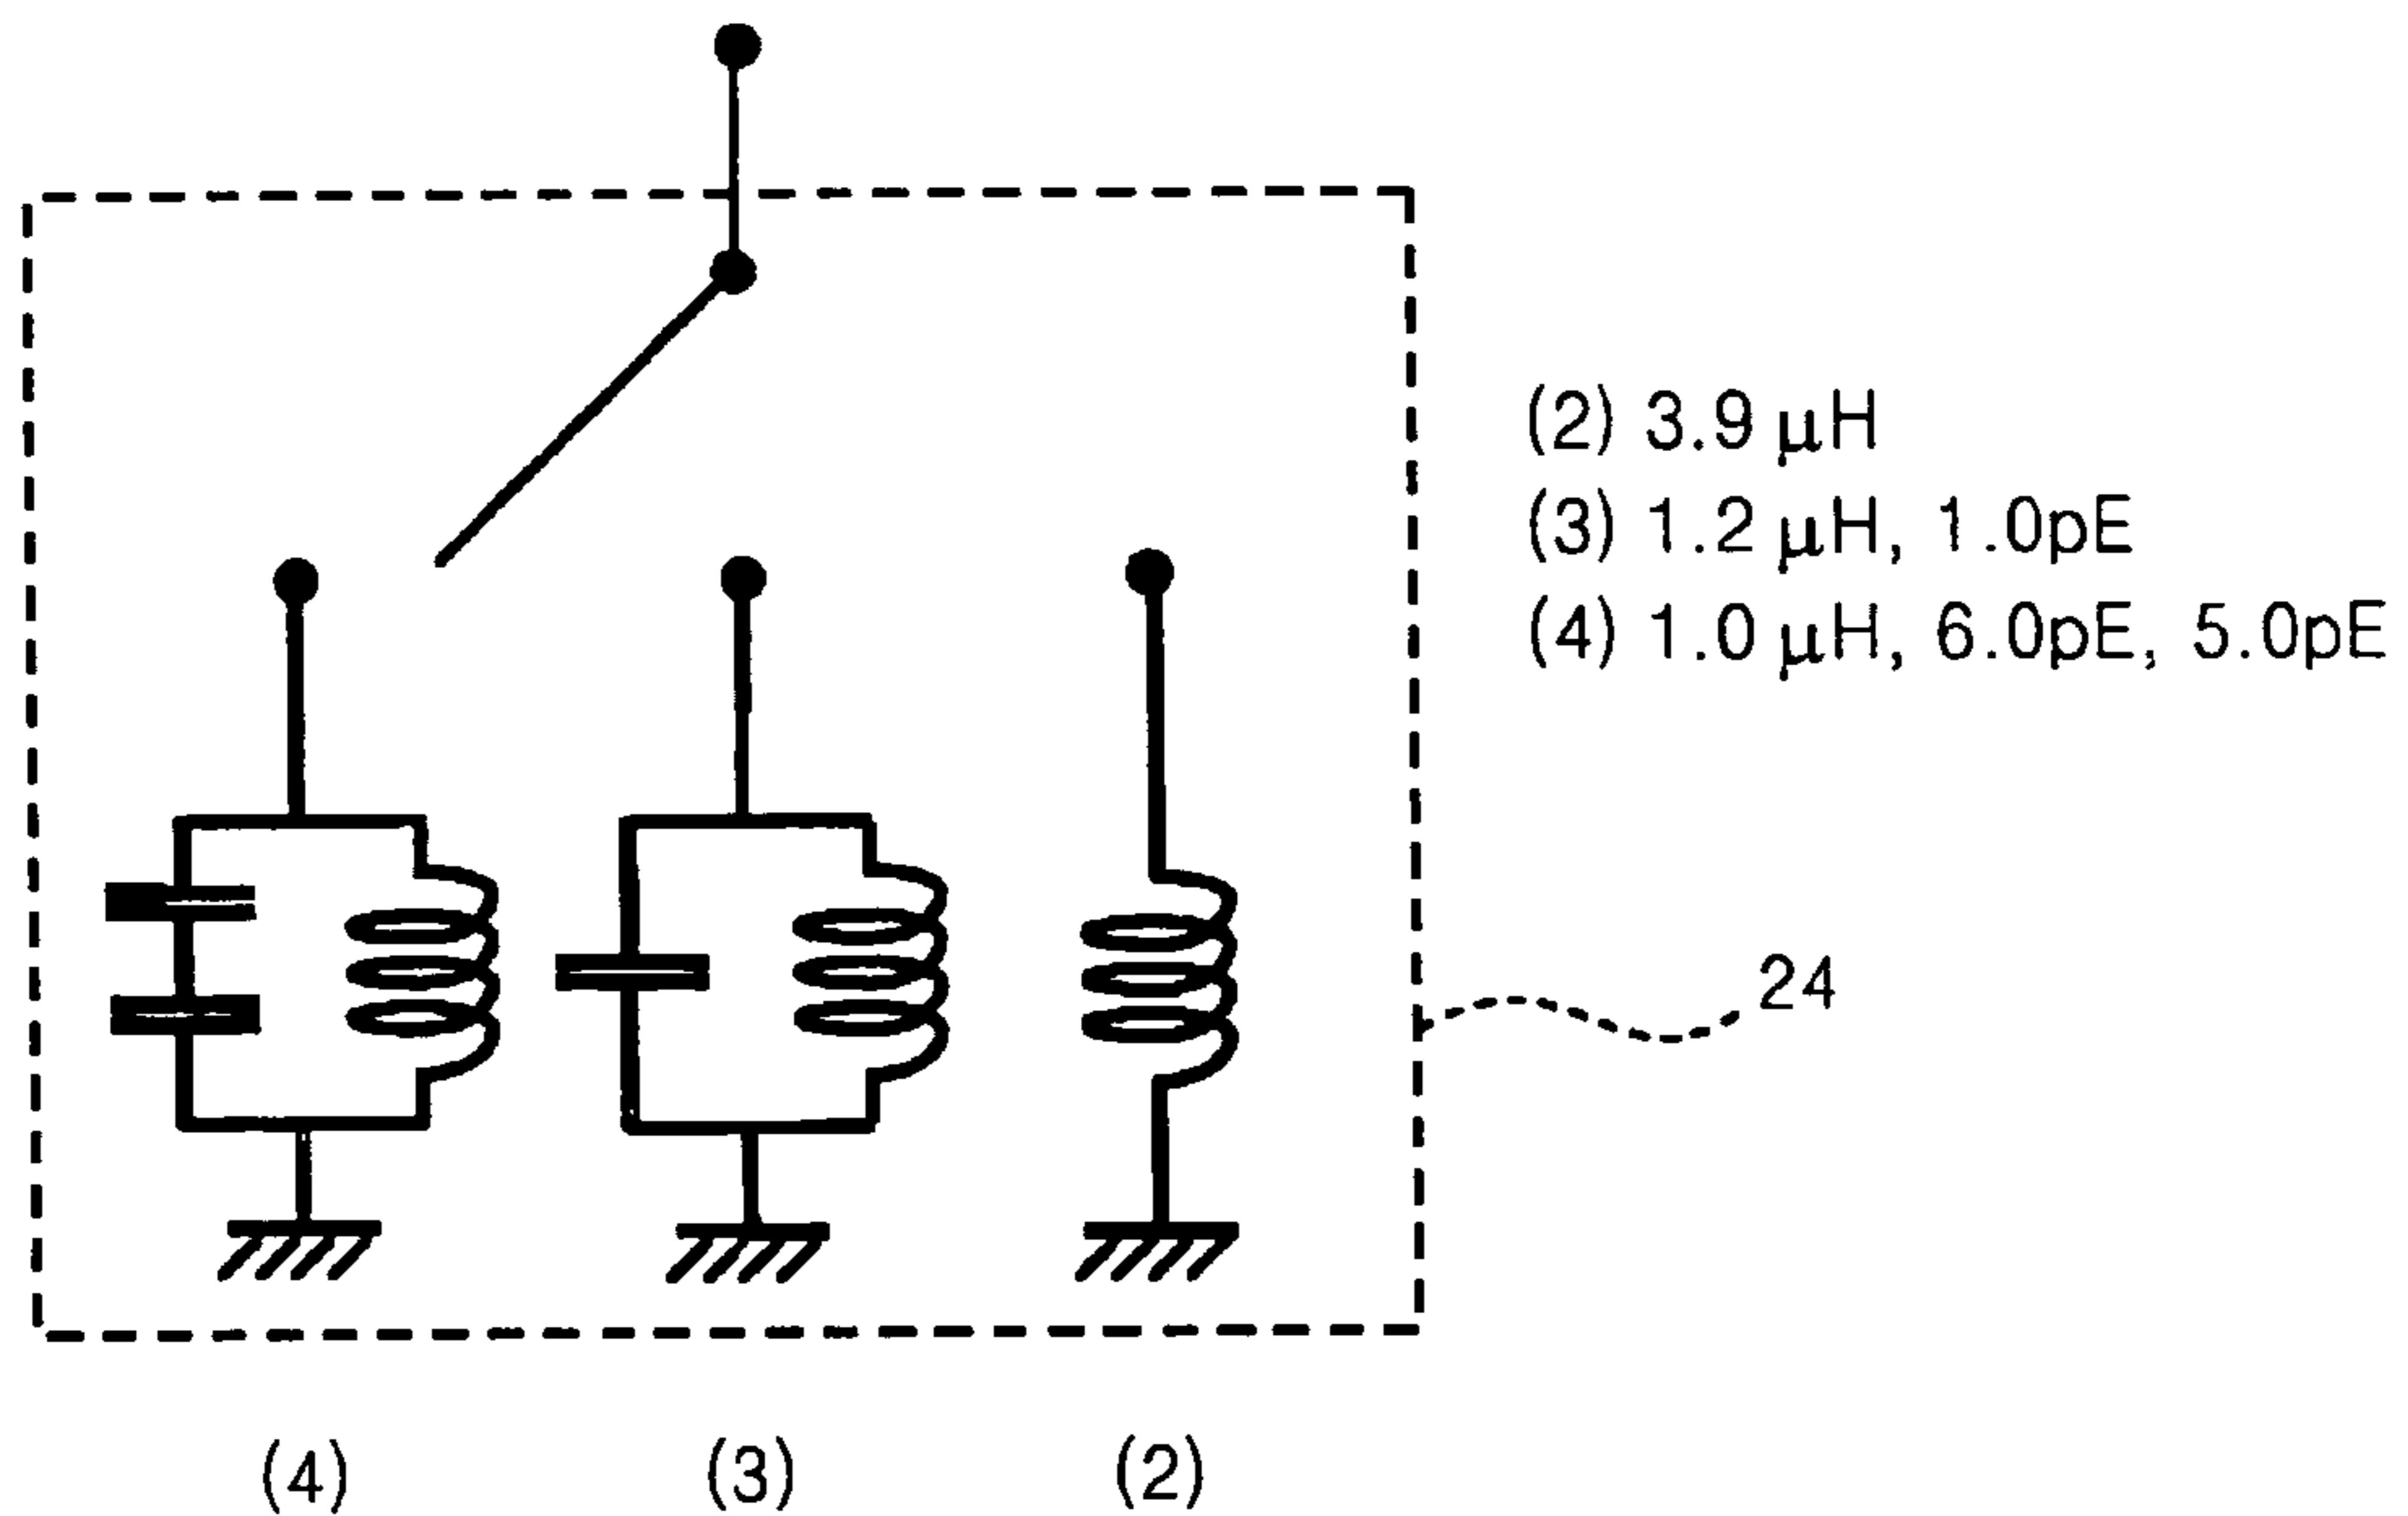 (2) 3.9 μH
(3) 1.2 μH, 1.0pE
(4) 1.0 μH, 6.0pE, 5.0pE
24
(4) (3) (2)